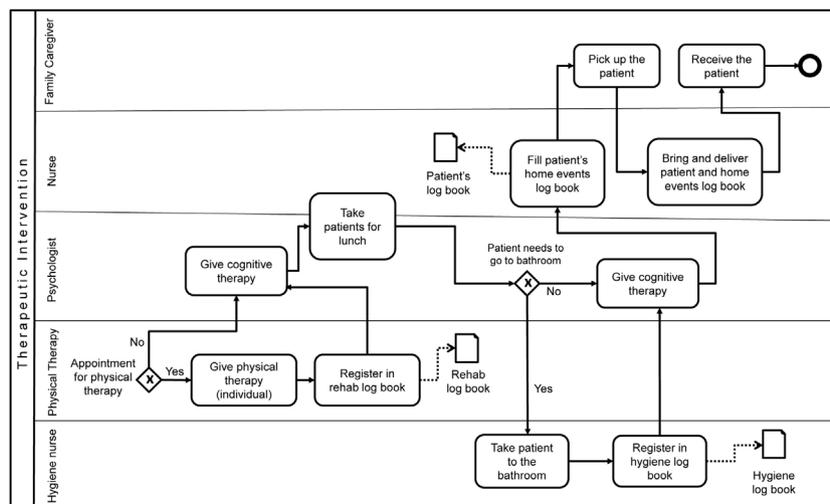 Therapeutic Intervention
Family Caregiver
Pick up the
patient
Receive the
patient
Nurse
Patient's
log book
Fill patient's
home events
log book
Bring and deliver
patient and home
events log book
Psychologist
Take
patients for
lunch
Give cognitive
therapy
Patient needs to
go to bathroom
X
No
Give cognitive
therapy
Physical Therapy
No
Appointment
for physical
therapy
X
Yes
Give physical
therapy
(individual)
Register in
rehab log book
Rehab
log book
Yes
Hygiene nurse
Take patient
to the
bathroom
Register in
hygiene log
book
Hygiene
log book